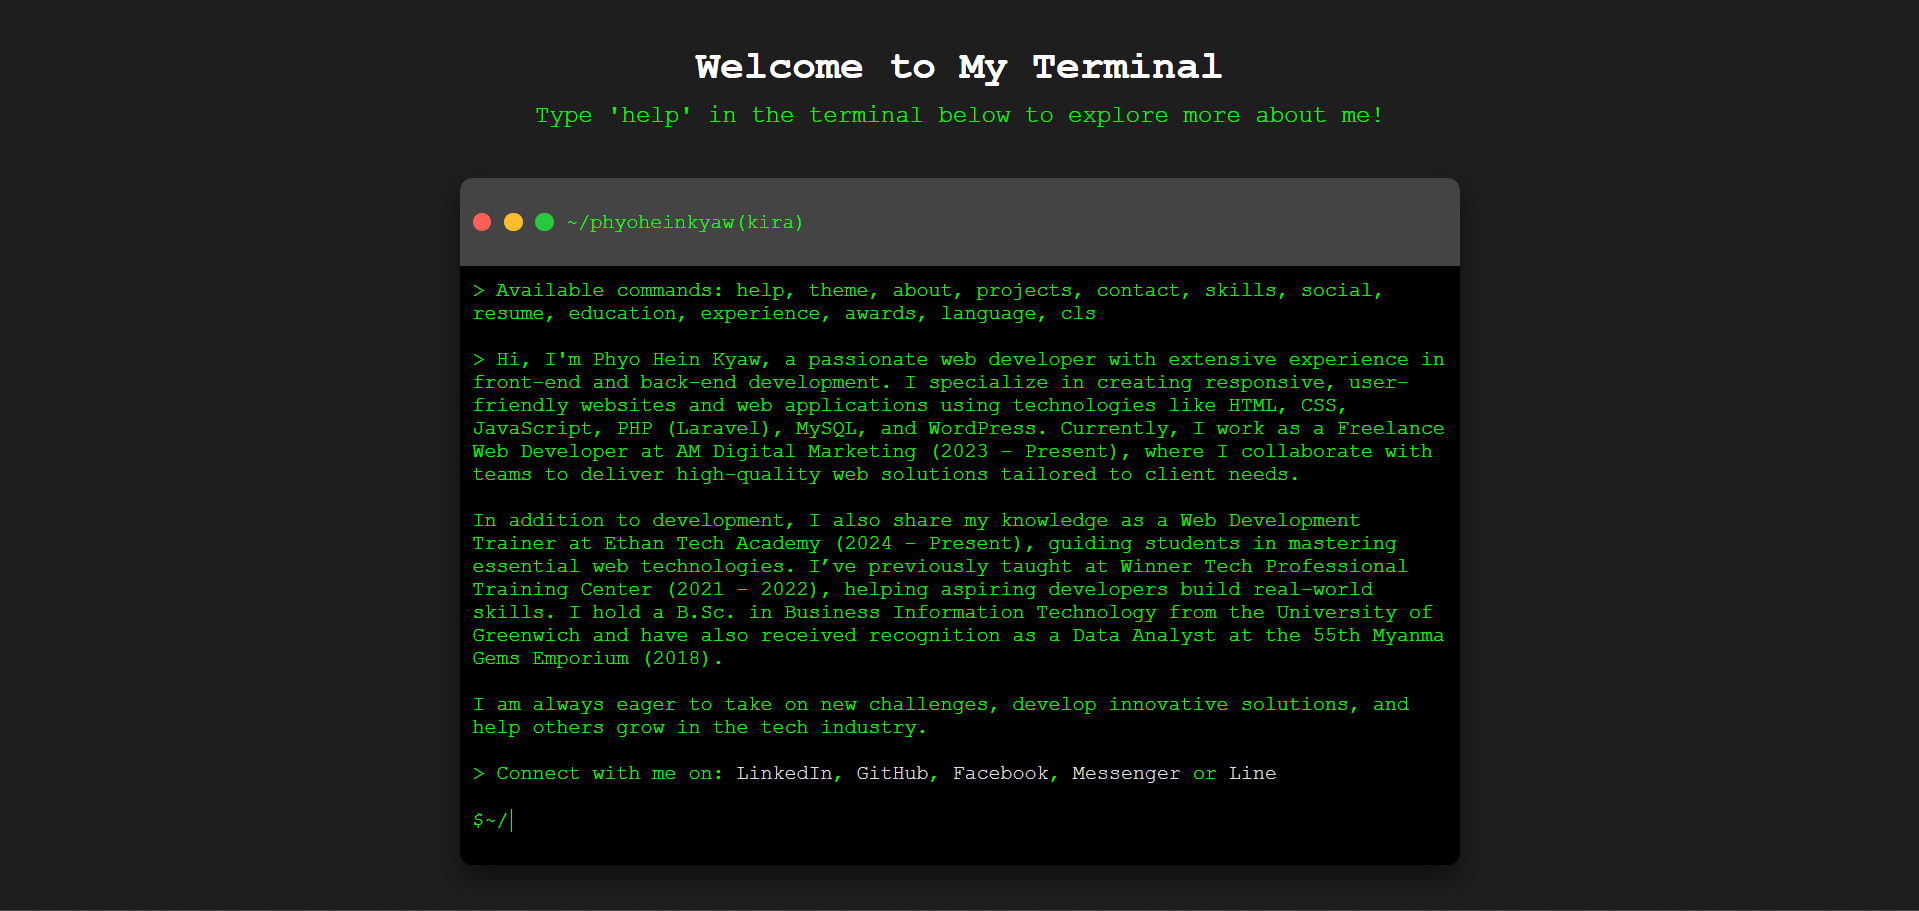 Welcome to My Terminal
Type 'help' in the terminal below to explore more about me!
~/phyoheinkyaw(kira)
> Available commands: help, theme, about, projects, contact, skills, social,
resume, education, experience, awards, language, cls
> Hi, I'm Phyo Hein Kyaw, a passionate web developer with extensive experience in
front-end and back-end development. I specialize in creating responsive, user-
friendly websites and web applications using technologies like HTML, CSS,
JavaScript, PHP (Laravel), MySQL, and WordPress. Currently, I work as a Freelance
Web Developer at AM Digital Marketing (2023 - Present), where I collaborate with
teams to deliver high-quality web solutions tailored to client needs.
In addition to development, I also share my knowledge as a Web Development
Trainer at Ethan Tech Academy (2024 - Present), guiding students in mastering
essential web technologies. I’ve previously taught at Winner Tech Professional
Training Center (2021 - 2022), helping aspiring developers build real-world
skills. I hold a B.Sc. in Business Information Technology from the University of
Greenwich and have also received recognition as a Data Analyst at the 55th Myanma
Gems Emporium (2018).
I am always eager to take on new challenges, develop innovative solutions, and
help others grow in the tech industry.
> Connect with me on: LinkedIn, GitHub, Facebook, Messenger or Line
$~/